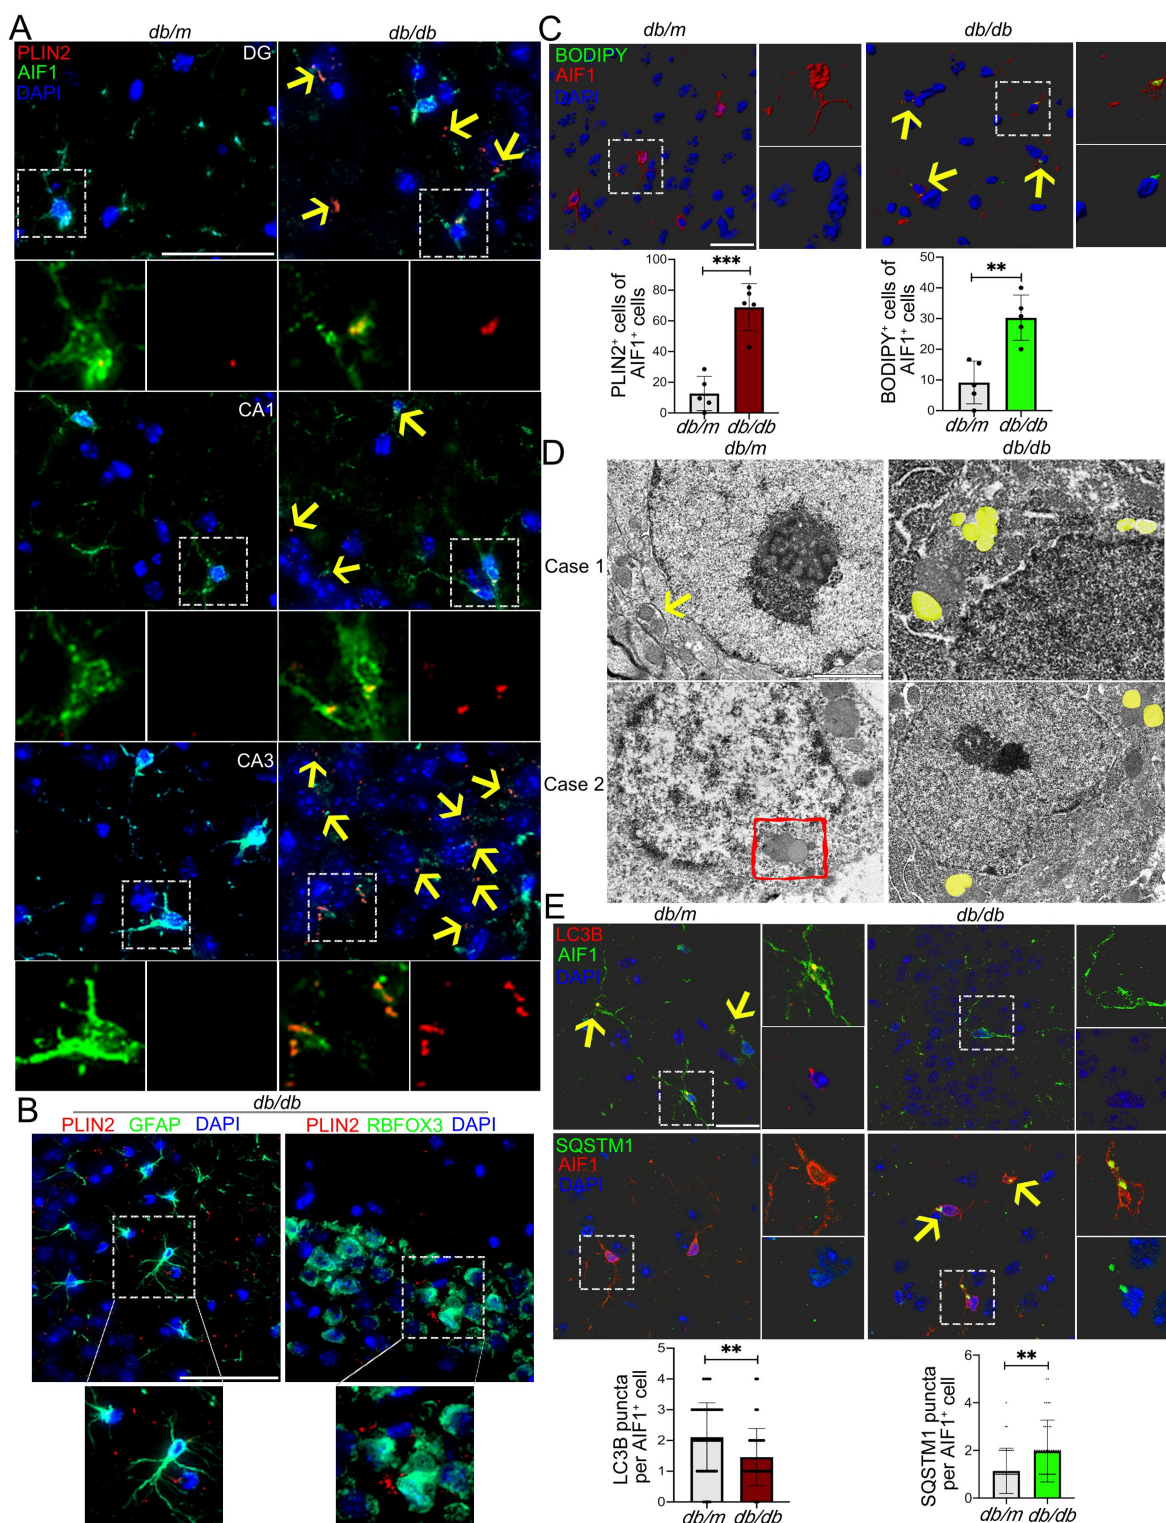 A
db/m
db/db
PLIN2
AIF1
DAPI
DG
CA1
CA3
B
db/db
PLIN2 GFAP DAPI
PLIN2 RBFOX3 DAPI
C
db/m
db/db
BODIPY
AIF1
DAPI
PLIN2+ cells of
AIF1+ cells
100
80
60
40
20
0
***
db/m db/db
BODIPY+ cells of
AIF1+ cells
50
40
30
20
10
0
**
db/m db/db
D
db/m
db/db
Case 1
Case 2
E
db/m
db/db
LC3B
AIF1
DAPI
SQSTM1
AIF1
DAPI
LC3B puncta
per AIF1+ cell
5
4
3
2
1
0
**
db/m db/db
SQSTM1 puncta
per AIF1+ cell
6
4
2
0
**
db/m db/db